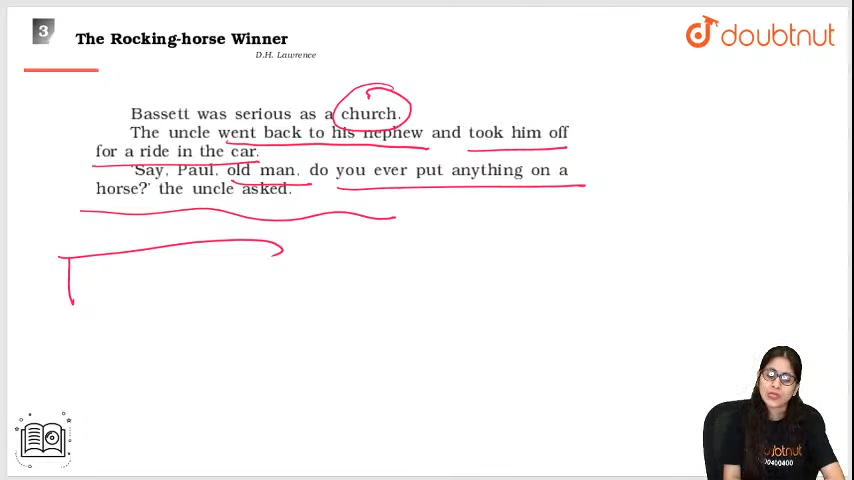 3
The Rocking-horse Winner
D.H. Lawrence
doubtnut
Bassett was serious as a church.
The uncle went back to his nephew and took him off
for a ride in the car.
'Say, Paul, old man, do you ever put anything on a
horse?' the uncle asked.
doubtnut
00400400